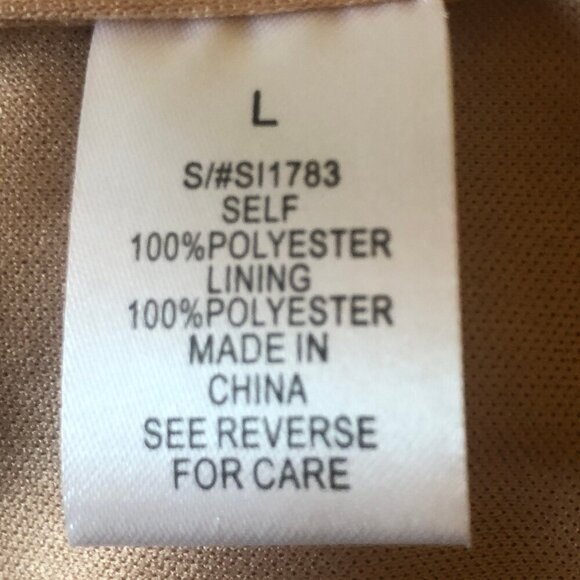 L
S/#SI1783
SELF
100%POLYESTER
LINING
100%POLYESTER
MADE IN
CHINA
SEE REVERSE
FOR CARE